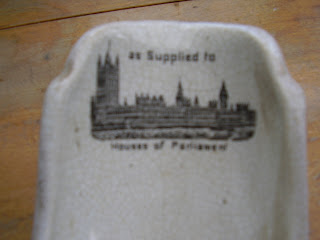 as Supplied to
Houses of Parliament